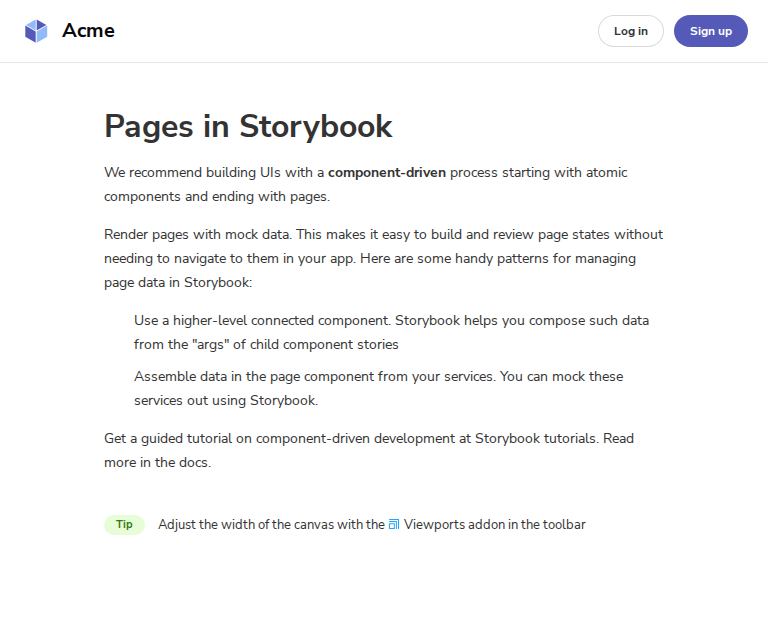 Acme
Log in
Sign up
Pages in Storybook
We recommend building UIs with a component-driven process starting with atomic
components and ending with pages.
Render pages with mock data. This makes it easy to build and review page states without
needing to navigate to them in your app. Here are some handy patterns for managing
page data in Storybook:
Use a higher-level connected component. Storybook helps you compose such data
from the "args" of child component stories
Assemble data in the page component from your services. You can mock these
services out using Storybook.
Get a guided tutorial on component-driven development at Storybook tutorials. Read
more in the docs.
Tip Adjust the width of the canvas with the Viewports addon in the toolbar